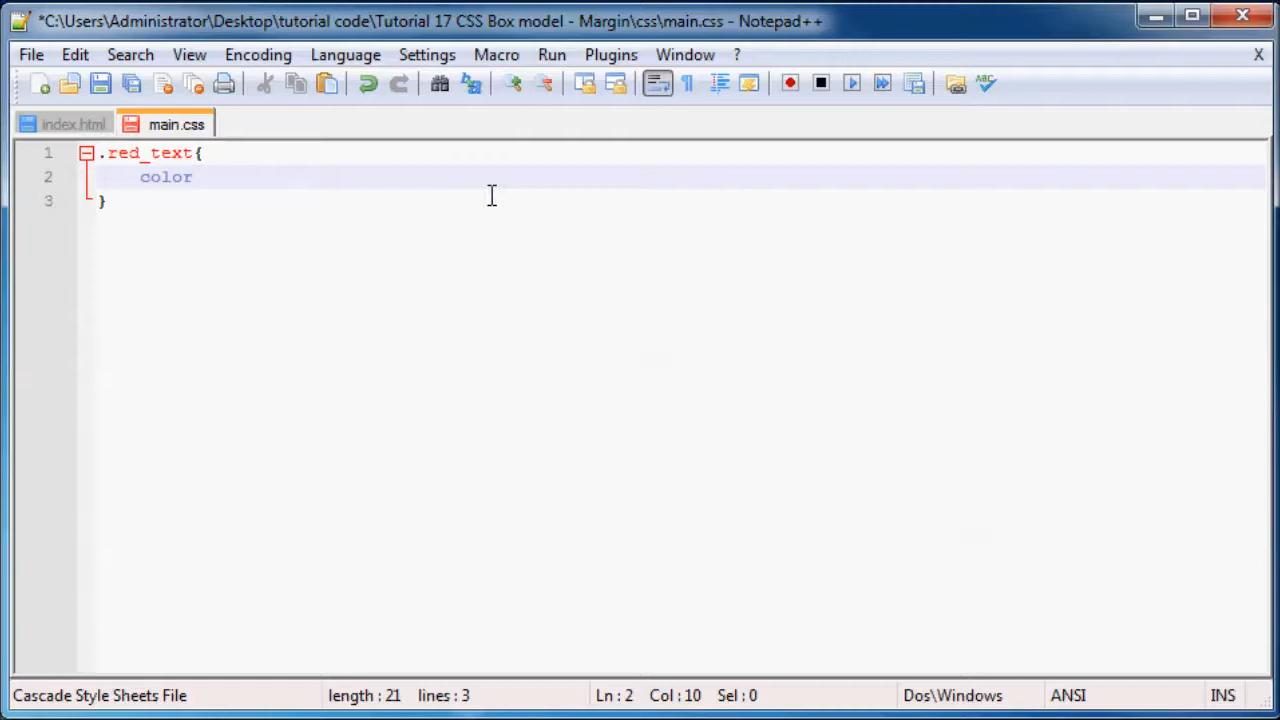 *C:\Users\Administrator\Desktop\tutorial code\Tutorial 17 CSS Box model - Margin\css\main.css - Notepad++
File Edit Search View Encoding Language Settings Macro Run Plugins Window ? X
index.html main.css
1 .red_text{
2 color
3 }
Cascade Style Sheets File length : 21 lines : 3 Ln : 2 Col : 10 Sel : 0 Dos\Windows ANSI INS